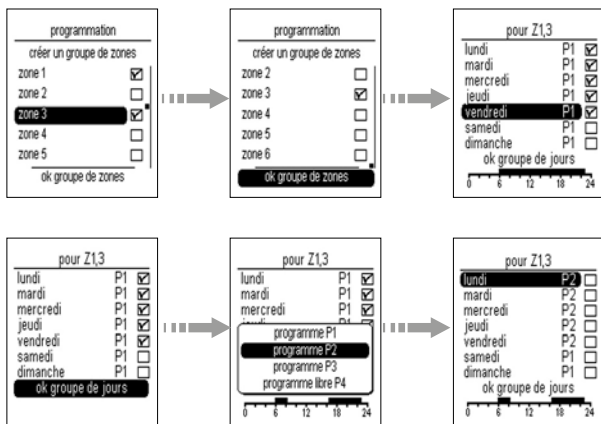 programmation
créer un groupe de zones
zone 1
zone 2
zone 3
zone 4
zone 5
ok groupe de zones
programmation
créer un groupe de zones
zone 2
zone 3
zone 4
zone 5
zone 6
ok groupe de zones
pour Z1,3
lundi P1
mardi P1
mercredi P1
jeudi P1
vendredi P1
samedi P1
dimanche P1
ok groupe de jours
0 6 12 18 24
pour Z1,3
lundi P1
mardi P1
mercredi P1
jeudi P1
vendredi P1
samedi P1
dimanche P1
ok groupe de jours
pour Z1,3
lundi P1
mardi P1
mercredi P1
programme P1
programme P2
programme P3
programme libre P4
0 6 12 18 24
pour Z1,3
lundi P2
mardi P2
mercredi P2
jeudi P2
vendredi P2
samedi P1
dimanche P1
ok groupe de jours
0 6 12 18 24